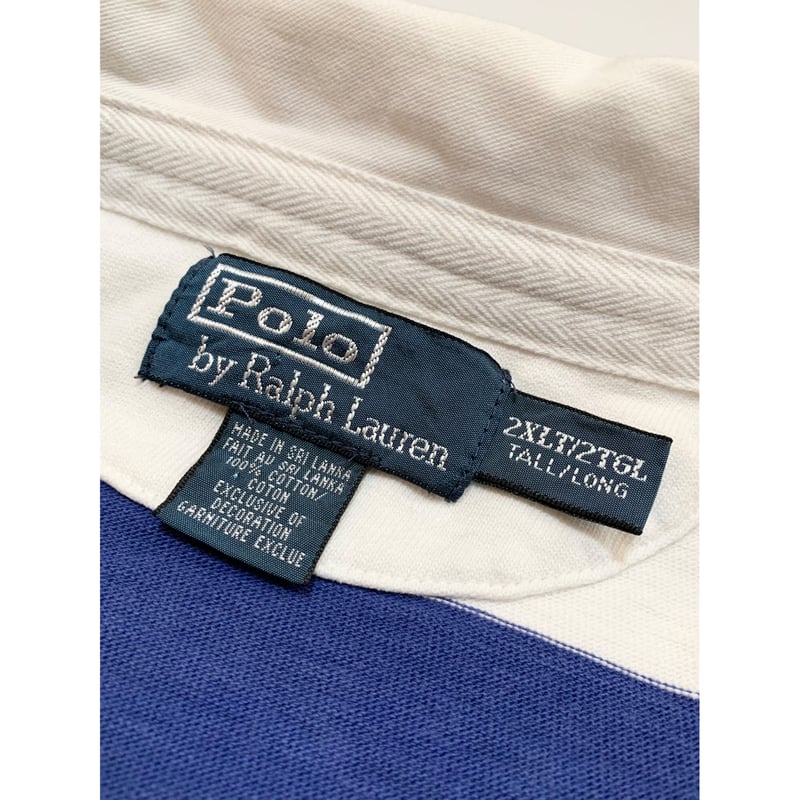 Polo
by Ralph Lauren
2XLT/2TGL
TALL/LONG
MADE IN SRI LANKA
FAIT AU SRI LANKA
100% COTTON/
COTON
EXCLUSIVE OF
DECORATION
GARNITURE EXCLUE